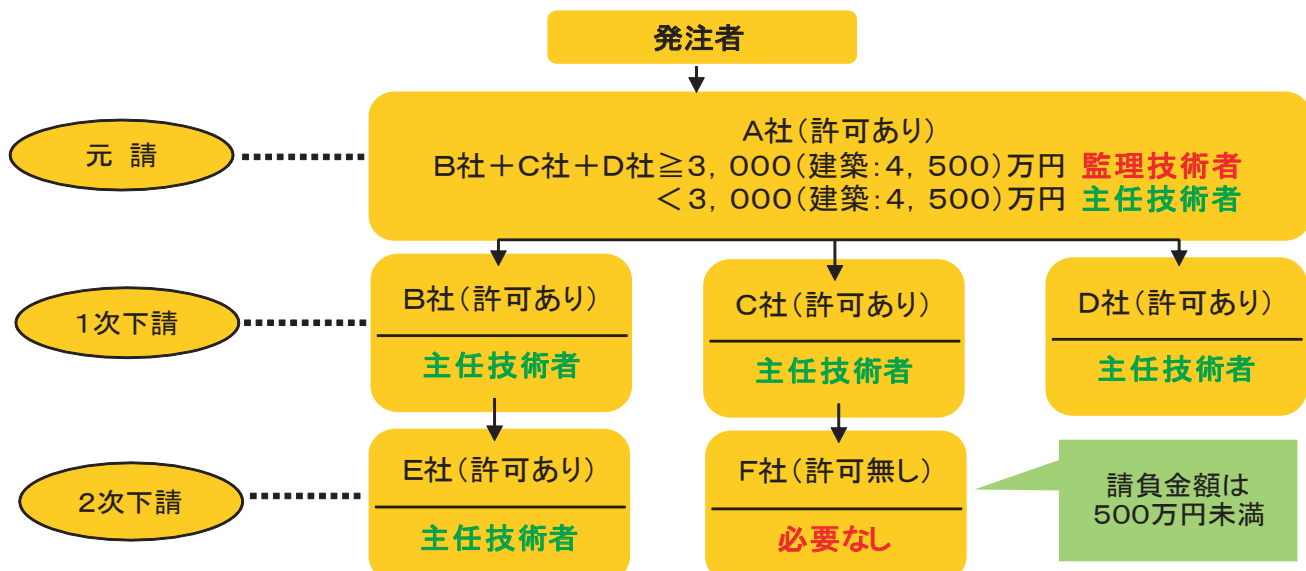 発注者
元 請
A社(許可あり)
B社+C社+D社≧3,000(建築:4,500)万円 監理技術者
<3,000(建築:4,500)万円 主任技術者
1次下請
B社(許可あり)
主任技術者
C社(許可あり)
主任技術者
D社(許可あり)
主任技術者
2次下請
E社(許可あり)
主任技術者
F社(許可無し)
必要なし
請負金額は
500万円未満